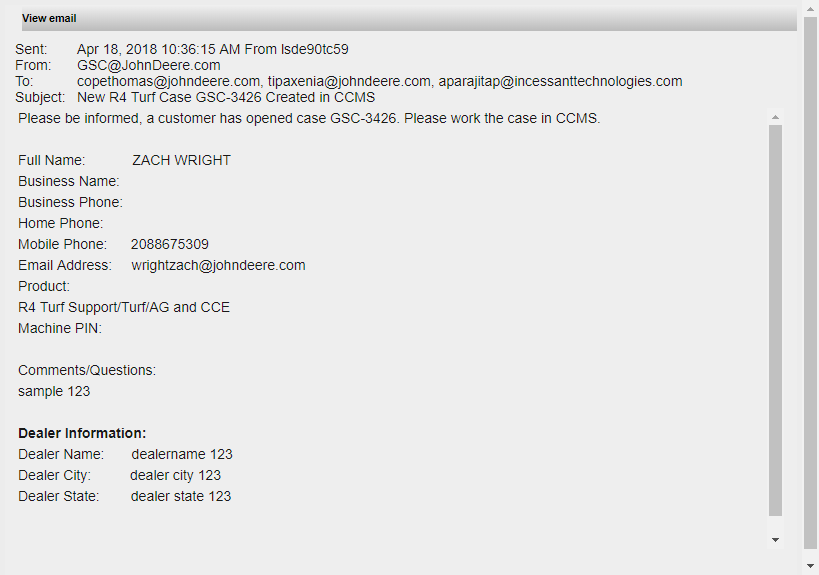 View email
Sent: Apr 18, 2018 10:36:15 AM From lsde90tc59
From: GSC@JohnDeere.com
To: copethomas@johndeere.com, tipaxenia@johndeere.com, aparajitap@incessanttechnologies.com
Subject: New R4 Turf Case GSC-3426 Created in CCMS
Please be informed, a customer has opened case GSC-3426. Please work the case in CCMS.
Full Name: ZACH WRIGHT
Business Name:
Business Phone:
Home Phone:
Mobile Phone: 2088675309
Email Address: wrightzach@johndeere.com
Product:
R4 Turf Support/Turf/AG and CCE
Machine PIN:
Comments/Questions:
sample 123
Dealer Information:
Dealer Name: dealername 123
Dealer City: dealer city 123
Dealer State: dealer state 123